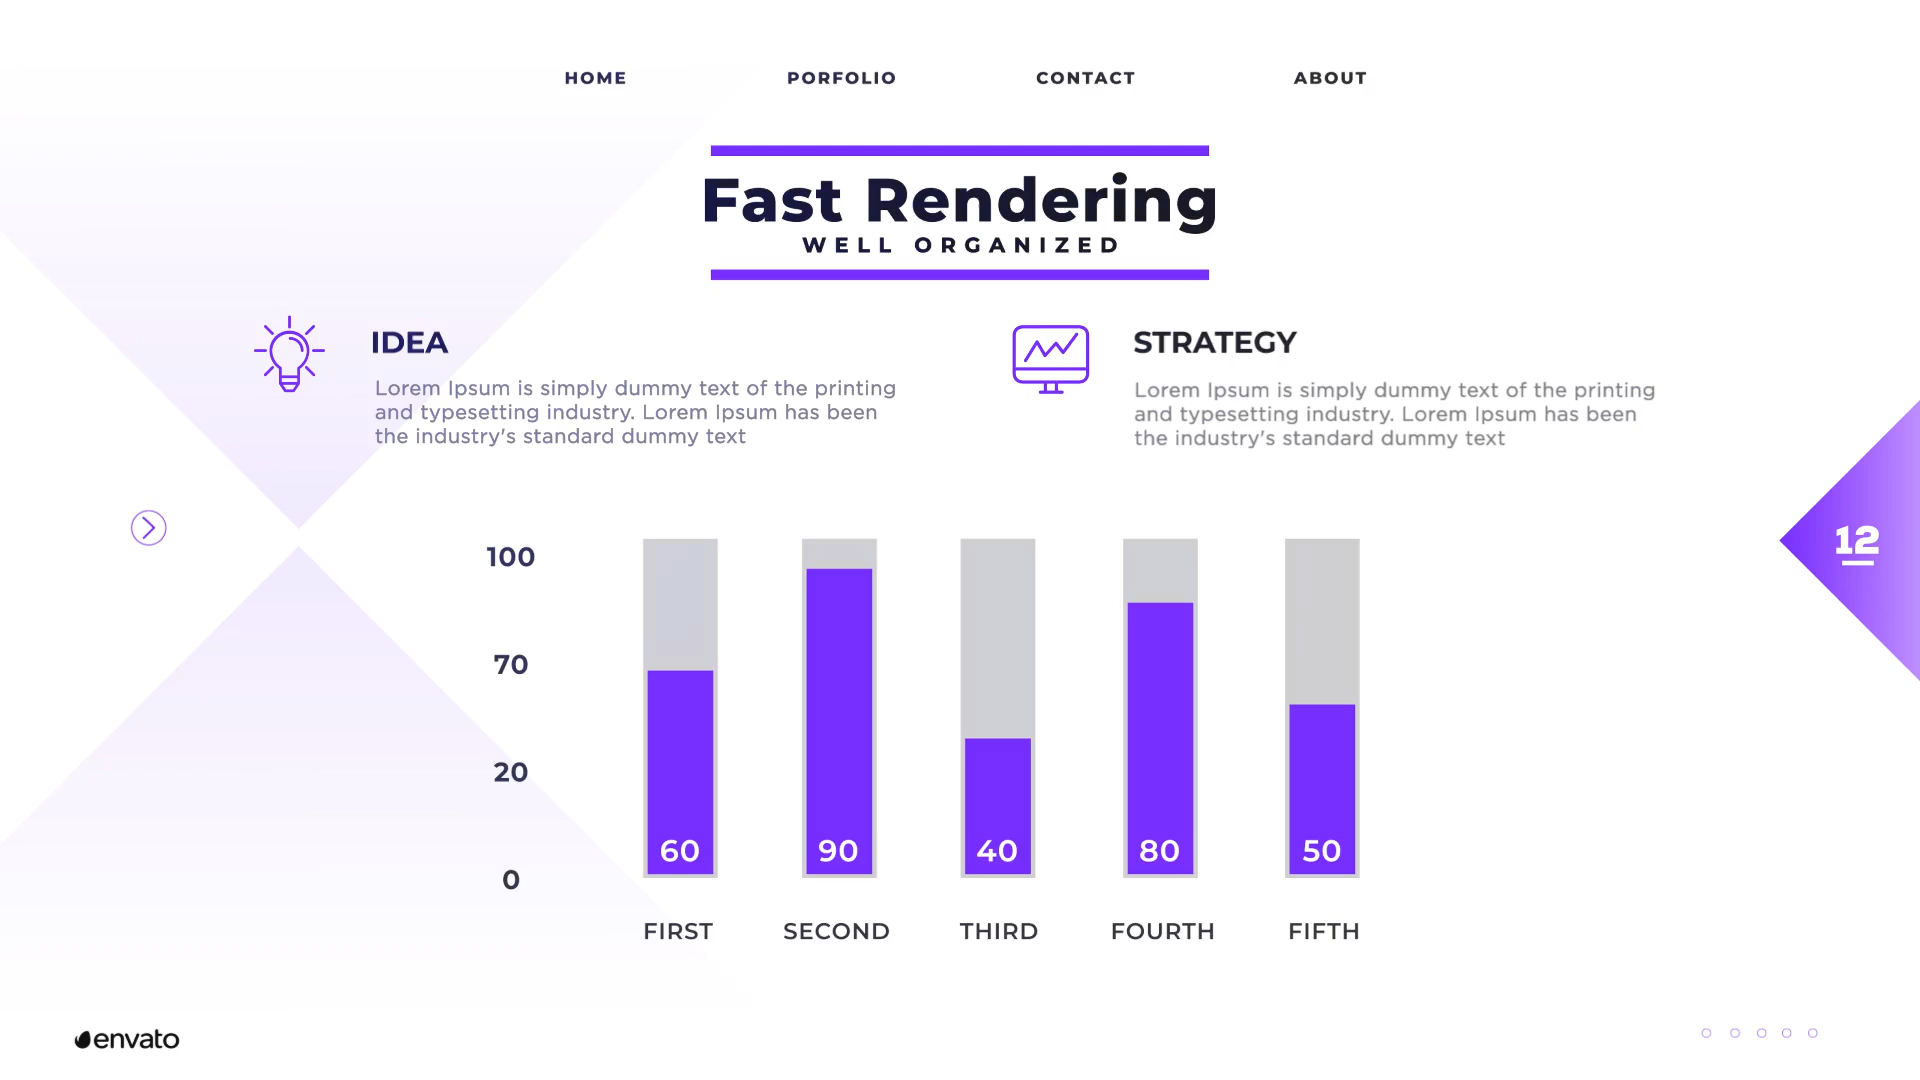 HOME PORFOLIO CONTACT ABOUT
Fast Rendering
WELL ORGANIZED
IDEA
Lorem Ipsum is simply dummy text of the printing
and typesetting industry. Lorem Ipsum has been
the industry's standard dummy text
STRATEGY
Lorem Ipsum is simply dummy text of the printing
and typesetting industry. Lorem Ipsum has been
the industry's standard dummy text
12
100
70
20
0
60 90 40 80 50
FIRST SECOND THIRD FOURTH FIFTH
envato